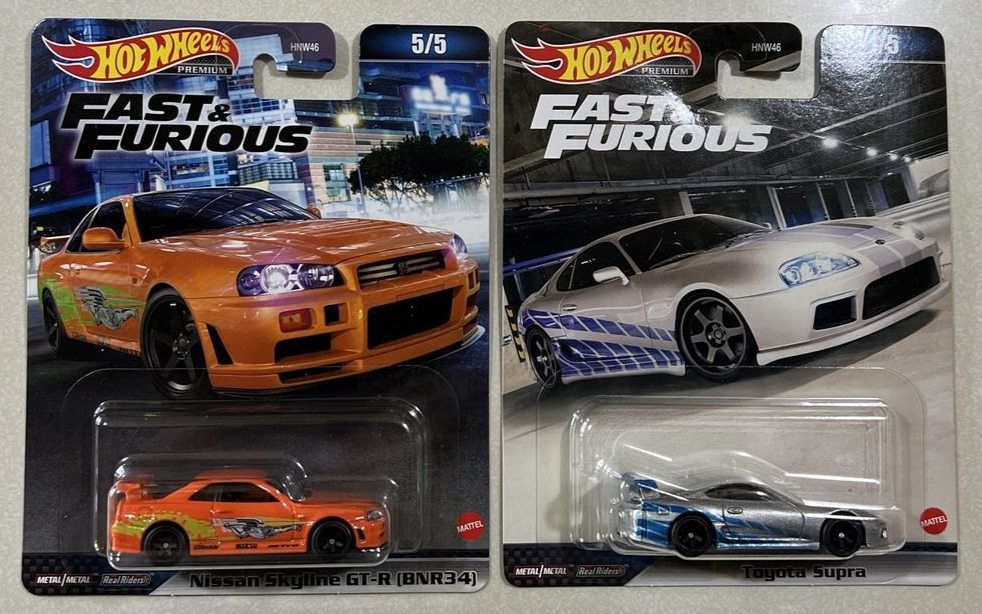 HOT WHEELS
PREMIUM
HNW46
5/5
FAST &
FURIOUS
MATTEL
METAL/METAL
Real Riders
Nissan Skyline GT-R (BNR34)
HOT WHEELS
PREMIUM
HNW46
/5
FAST
FURIOUS
MATTEL
METAL/METAL
Real Riders
Toyota Supra